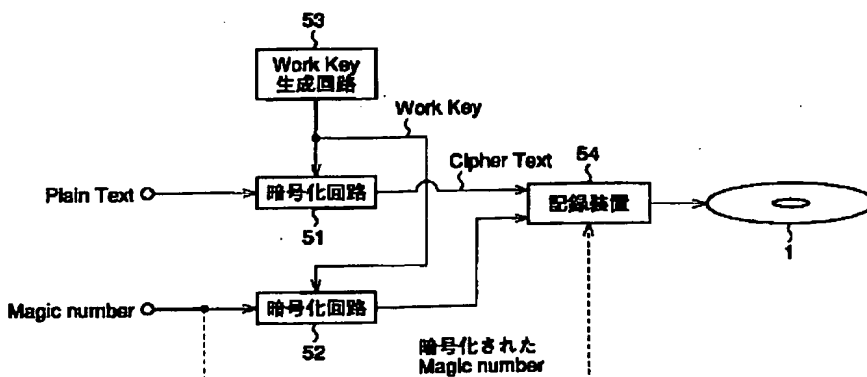 53
Work Key
生成回路
Work Key
Cipher Text
54
Plain Text
暗号化回路
記録装置
51
1
Magic number
暗号化回路
52
暗号化された
Magic number